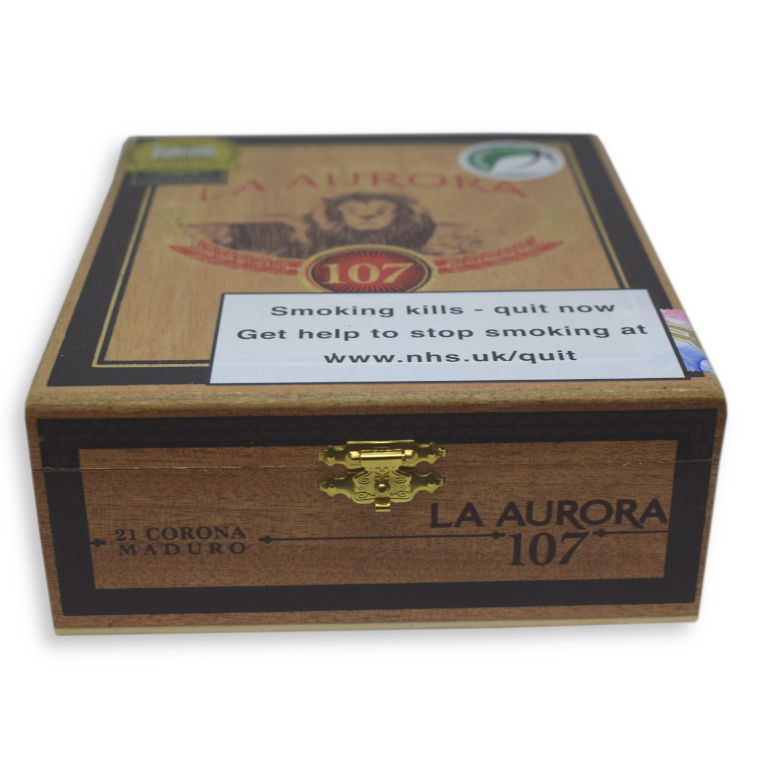 LA AURORA
107
Smoking kills - quit now
Get help to stop smoking at
www.nhs.uk/quit
21 CORONA
MADURO
LA AURORA
107